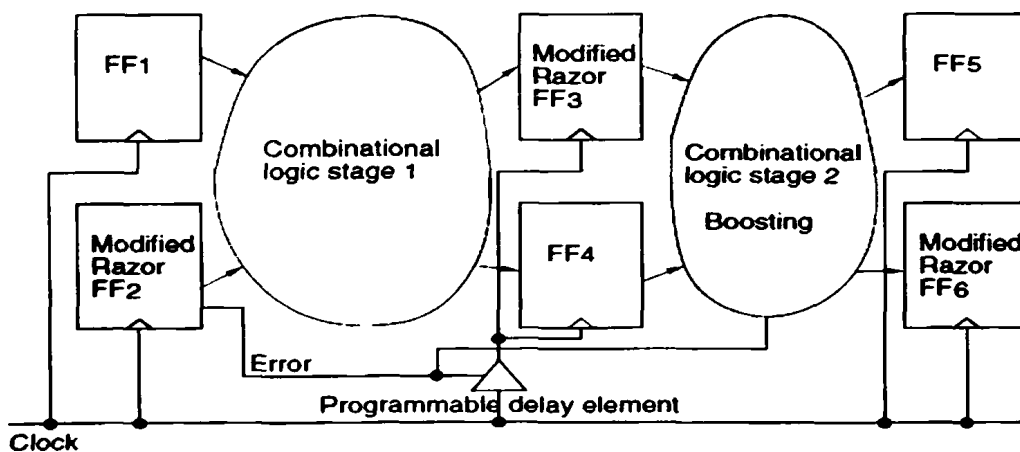 FF1
Modified
Razor
FF3
FF5
Combinational
logic stage 1
Combinational
logic stage 2
Boosting
Modified
Razor
FF2
FF4
Modified
Razor
FF6
Error
Programmable delay element
Clock